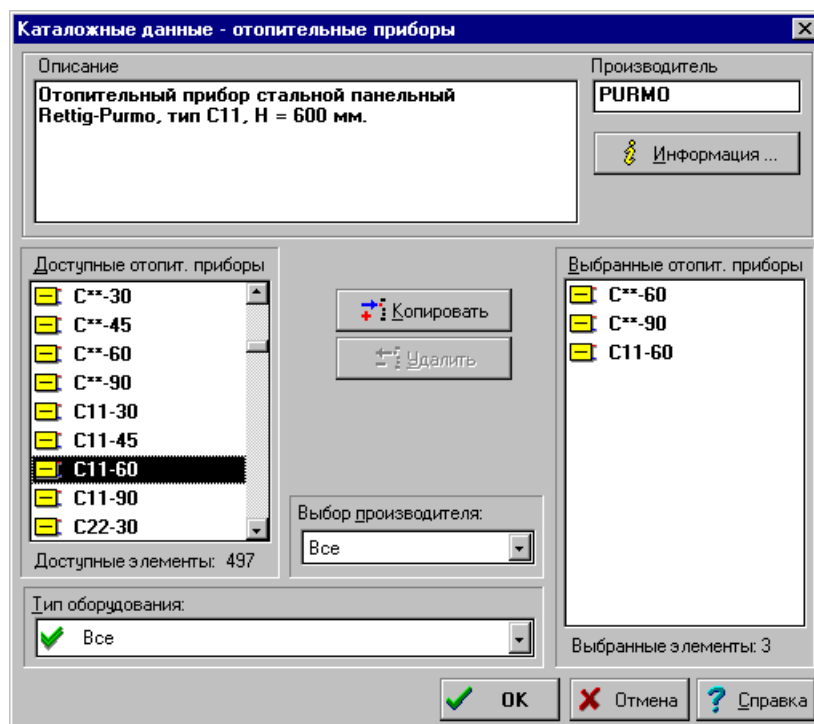 Каталожные данные - отопительные приборы
Описание
Производитель
Отопительный прибор стальной панельный
Rettig-Purmo, тип C11, H = 600 мм.
PURMO
Информация ...
Доступные отопит. приборы
C**-30
C**-45
C**-60
C**-90
C11-30
C11-45
C11-60
C11-90
C22-30
Доступные элементы: 497
Копировать
Удалить
Выбор производителя:
Все
Выбранные отопит. приборы
C**-60
C**-90
C11-60
Выбранные элементы: 3
Тип оборудования:
Все
OK
Отмена
Справка